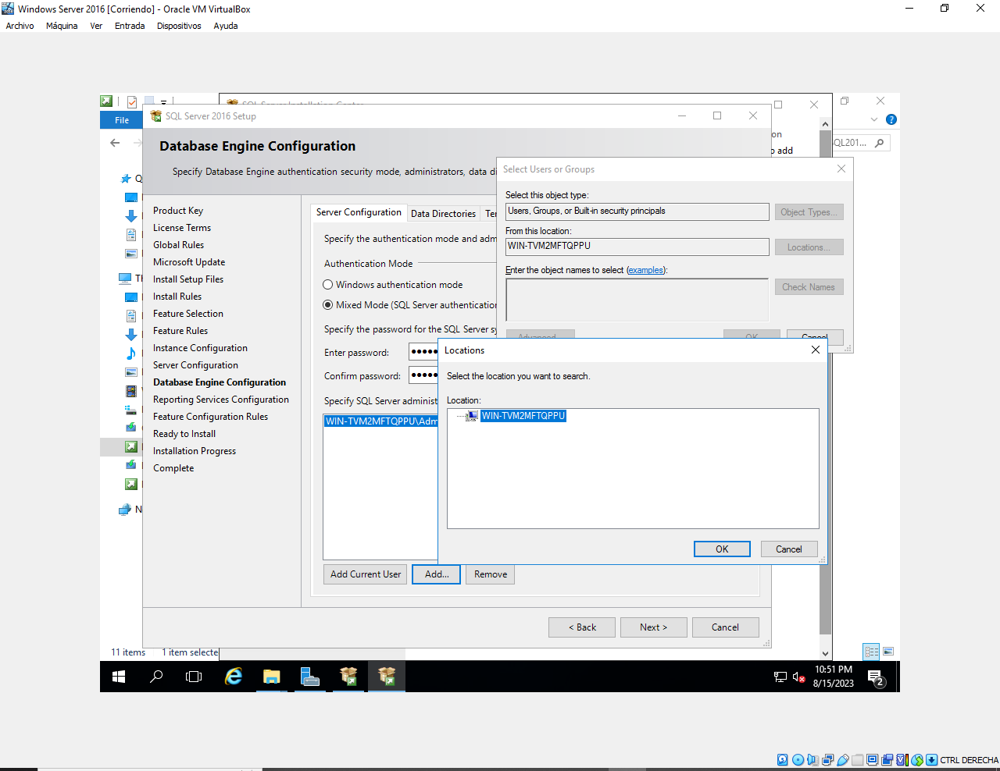 Windows Server 2016 [Corriendo] - Oracle VM VirtualBox
Archivo Máquina Ver Entrada Dispositivos Ayuda
SQL Server Installation Center
File
SQL Server 2016 Setup
Database Engine Configuration
Specify Database Engine authentication security mode, administrators, data di
on
o add
QL201...
Product Key
License Terms
Global Rules
Microsoft Update
Install Setup Files
Install Rules
Feature Selection
Feature Rules
Instance Configuration
Server Configuration
Database Engine Configuration
Reporting Services Configuration
Feature Configuration Rules
Ready to Install
Installation Progress
Complete
Server Configuration Data Directories Ter
Specify the authentication mode and adm
Authentication Mode
Windows authentication mode
Mixed Mode (SQL Server authentication
Specify the password for the SQL Server sy
Enter password:
Confirm password:
Specify SQL Server administ
WIN-TVM2MFTQPPU\Adm
Add Current User Add... Remove
< Back Next > Cancel
Select Users or Groups
Select this object type:
Users, Groups, or Built-in security principals
Object Types...
From this location:
WIN-TVM2MFTQPPU
Locations...
Enter the object names to select (examples):
Check Names
Advanced... OK Cancel
Locations
Select the location you want to search.
Location:
WIN-TVM2MFTQPPU
OK Cancel
Q
Th
N
11 items 1 item selecte
10:51 PM
8/15/2023
2
CTRL DERECHA